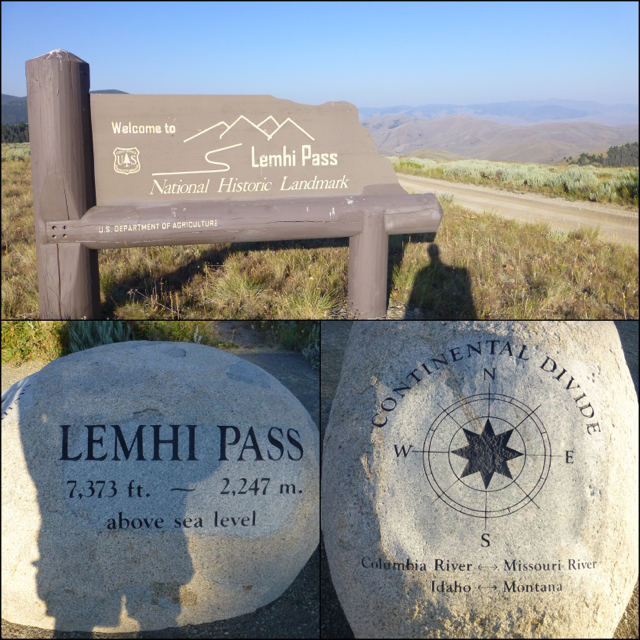 Welcome to
UAS
Lemhi Pass
National Historic Landmark
U.S. DEPARTMENT OF AGRICULTURE
LEMHI PASS
7,373 ft. — 2,247 m.
above sea level
CONTINENTAL DIVIDE
N
W E
S
Columbia River ↔ Missouri River
Idaho ↔ Montana